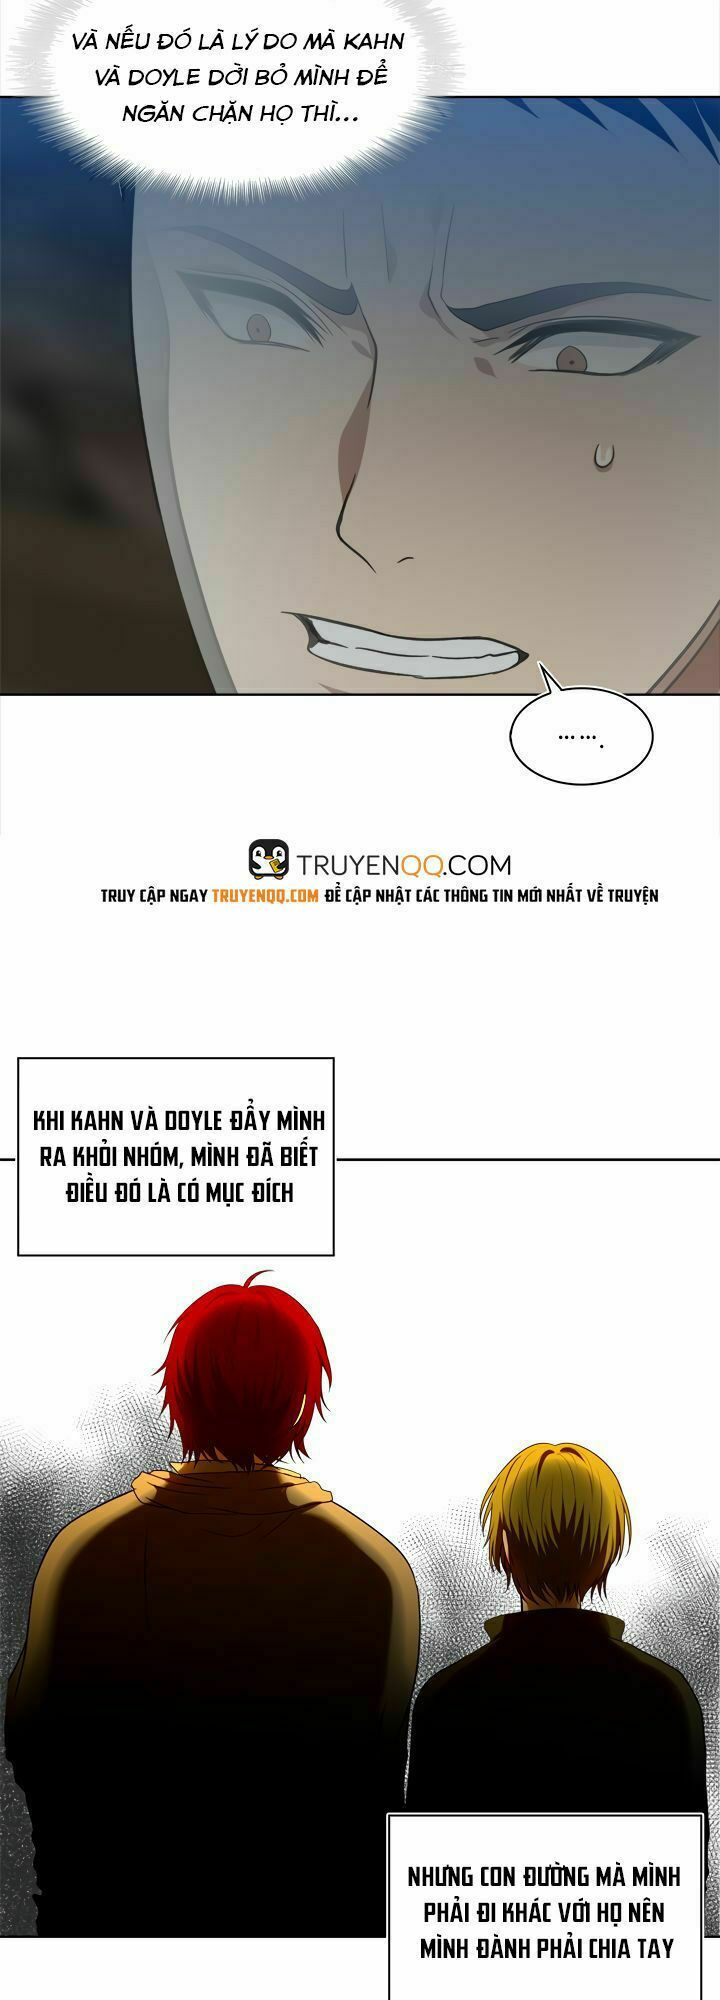 VÀ NẾU ĐÓ LÀ LÝ DO MÀ KAHN
VÀ DOYLE DỜI BỎ MÌNH ĐỂ
NGĂN CHẶN HỌ THÌ...
... ....
TRUYENQQ.COM
TRUY CẬP NGAY TRUYENQQ.COM ĐỂ CẬP NHẬT CÁC THÔNG TIN MỚI NHẤT VỀ TRUYỆN
KHI KAHN VÀ DOYLE ĐẨY MÌNH
RA KHỎI NHÓM, MÌNH ĐÃ BIẾT
ĐIỀU ĐÓ LÀ CÓ MỤC ĐÍCH
NHƯNG CON ĐƯỜNG MÀ MÌNH
PHẢI ĐI KHÁC VỚI HỌ NÊN
MÌNH ĐÀNH PHẢI CHIA TAY